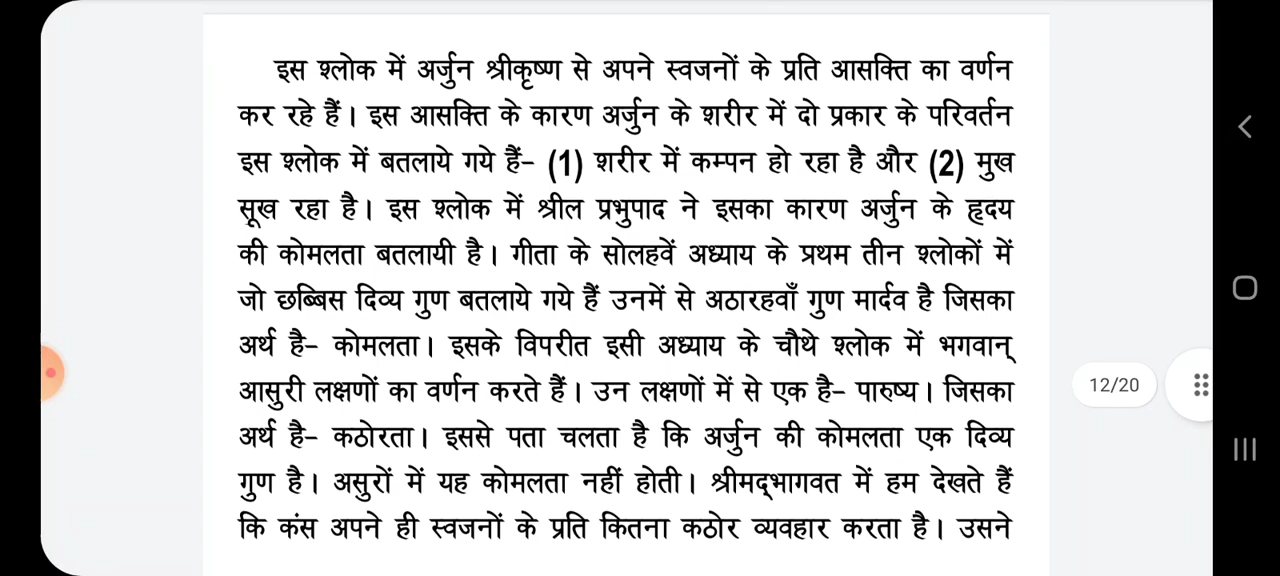 इस श्लोक में अर्जुन श्रीकृष्ण से अपने स्वजनों के प्रति आसक्ति का वर्णन
कर रहे हैं। इस आसक्ति के कारण अर्जुन के शरीर में दो प्रकार के परिवर्तन
इस श्लोक में बतलाये गये हैं– (1) शरीर में कम्पन हो रहा है और (2) मुख
सूख रहा है। इस श्लोक में श्रील प्रभुपाद ने इसका कारण अर्जुन के हृदय
की कोमलता बतलायी है। गीता के सोलहवें अध्याय के प्रथम तीन श्लोकों में
जो छब्बिस दिव्य गुण बतलाये गये हैं उनमें से अठारहवाँ गुण मार्दव है जिसका
अर्थ है– कोमलता। इसके विपरीत इसी अध्याय के चौथे श्लोक में भगवान्
आसुरी लक्षणों का वर्णन करते हैं। उन लक्षणों में से एक है– पारुष्य। जिसका
अर्थ है– कठोरता। इससे पता चलता है कि अर्जुन की कोमलता एक दिव्य
गुण है। असुरों में यह कोमलता नहीं होती। श्रीमद्भागवत में हम देखते हैं
कि कंस अपने ही स्वजनों के प्रति कितना कठोर व्यवहार करता है। उसने
12/20